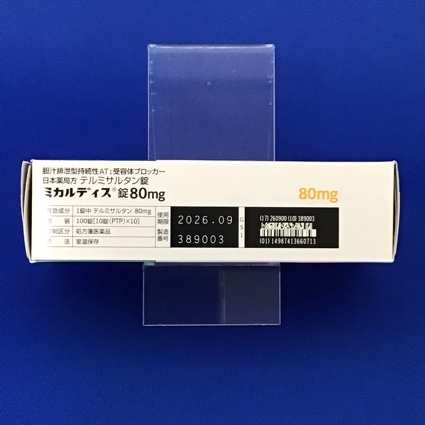 胆汁排泄型持続性AT₁受容体ブロッカー
日本薬局方 テルミサルタン錠
ミカルディス®錠80mg
有効成分 1錠中 テルミサルタン 80mg
装 100錠[10錠(PTP)×10]
規制区分 処方箋医薬品
法 室温保存
使用期限 2026.09
製造番号 389003
GS1
(17) 260900 (10) 389003
(01) 14987413660713
80mg